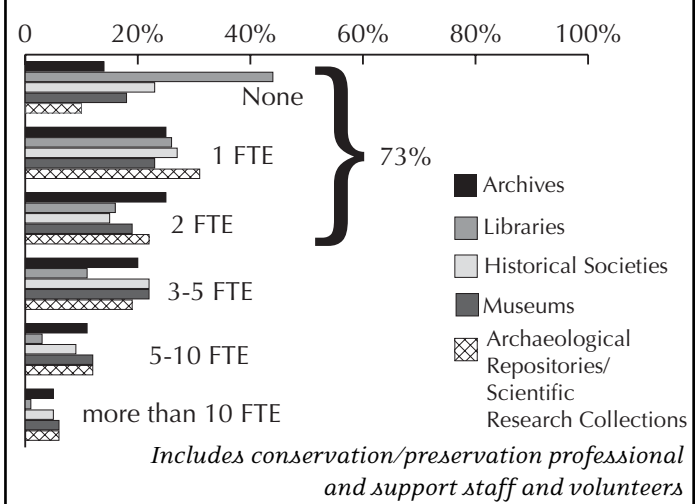 0 20% 40% 60% 80% 100%
None
1 FTE
73%
2 FTE
3-5 FTE
5-10 FTE
more than 10 FTE
Archives
Libraries
Historical Societies
Museums
Archaeological
Repositories/
Scientific
Research Collections
Includes conservation/preservation professional
and support staff and volunteers